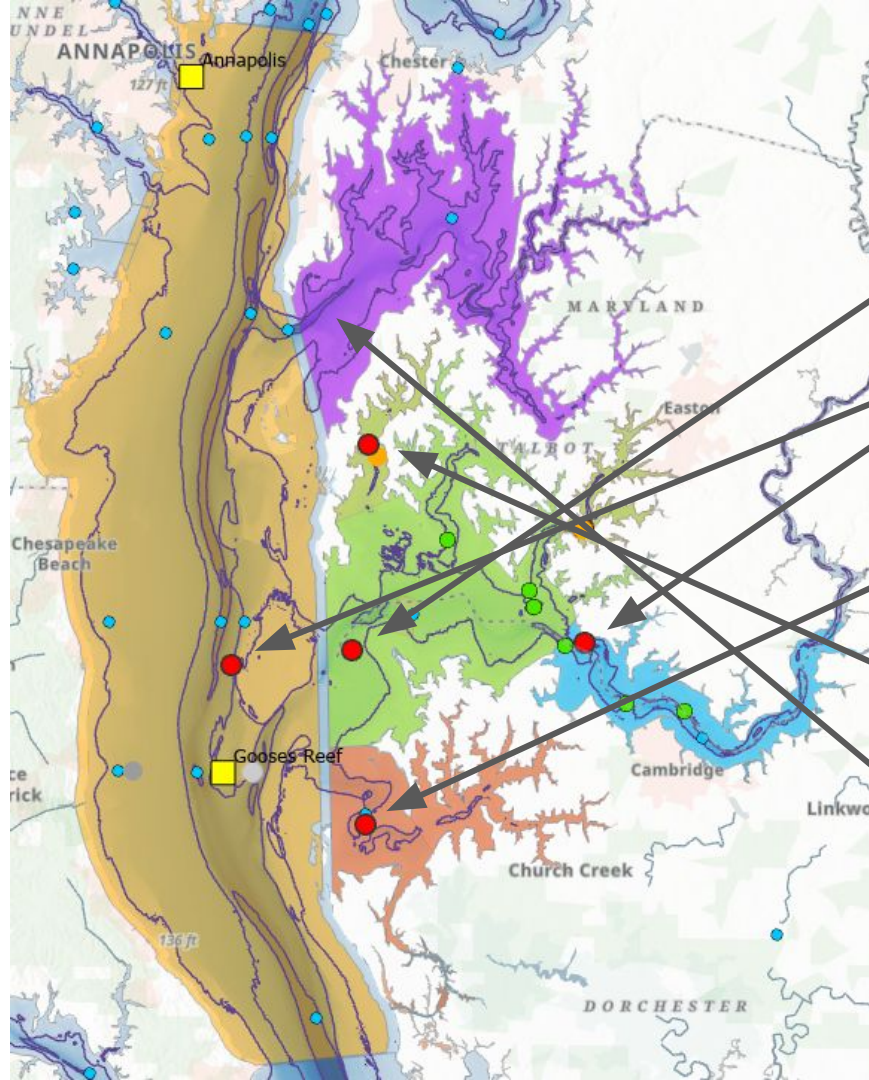 NNE
UNDEL
ANNAPOLIS
Annapolis
127 ft
Chester
MARYLAND
Easton
TALBOT
Chesapeake
Beach
Gooses Reef
ce
rick
Cambridge
Linkwo
Church Creek
136 ft
DORCHESTER